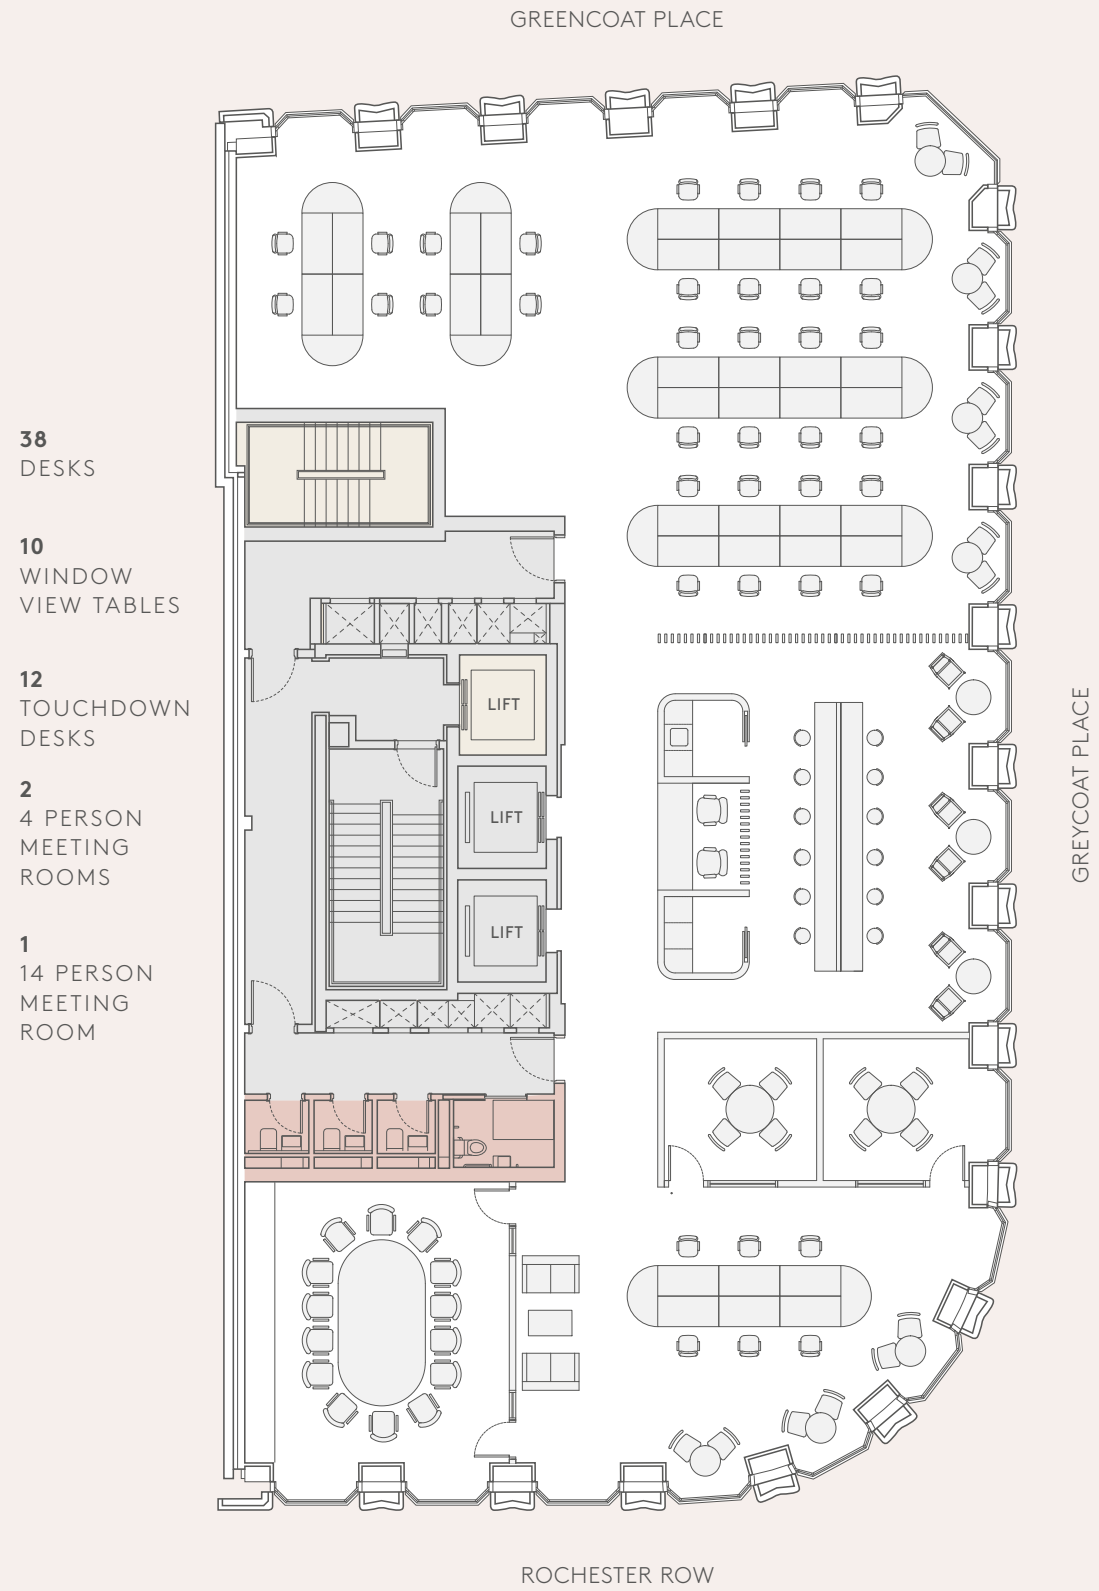 GREENCOAT PLACE
38
DESKS
10
WINDOW
VIEW TABLES
12
TOUCHDOWN
DESKS
2
4 PERSON
MEETING
ROOMS
1
14 PERSON
MEETING
ROOM
LIFT
LIFT
LIFT
GREYCOAT PLACE
ROCHESTER ROW